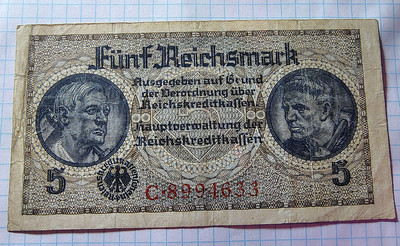 Fünf Reichsmark
Ausgegeben auf Grund
der Verordnung über
Reichskreditkassen
Hauptverwaltung der
Reichskreditkassen
5
5
C·8994633